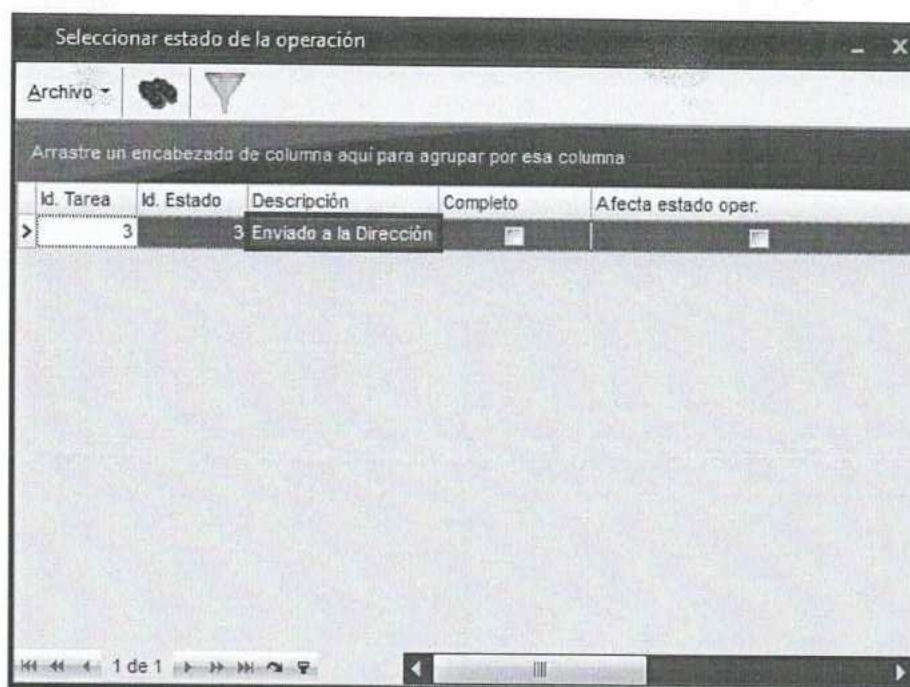 Seleccionar estado de la operación
Archivo
Arrastre un encabezado de columna aquí para agrupar por esa columna
Id. Tarea Id. Estado Descripción Completo Afecta estado oper.
3 3 Enviado a la Dirección
1 de 1